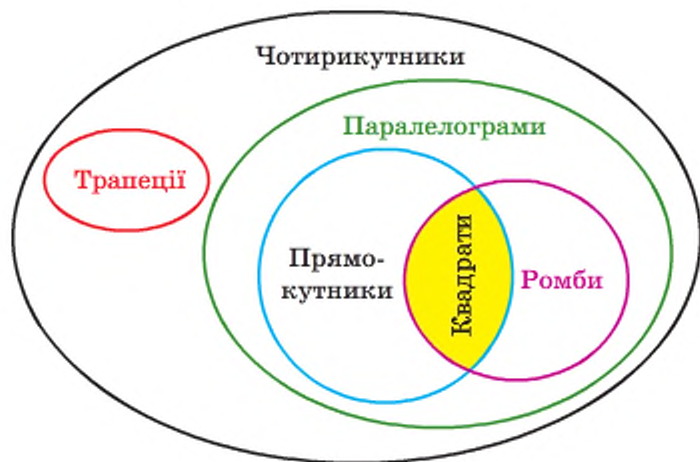 Чотирикутники
Паралелограми
Трапеції
Прямо-
кутники
Квадрати
Ромби